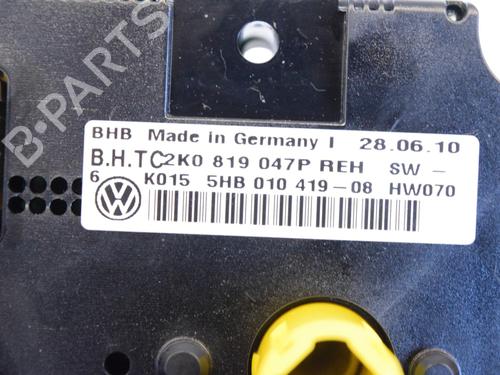 B-PARTS
BHB Made in Germany I 28.06.10
B.H.TC2K0 819 047P REH SW -
6 K015 5HB 010 419-08 HW070